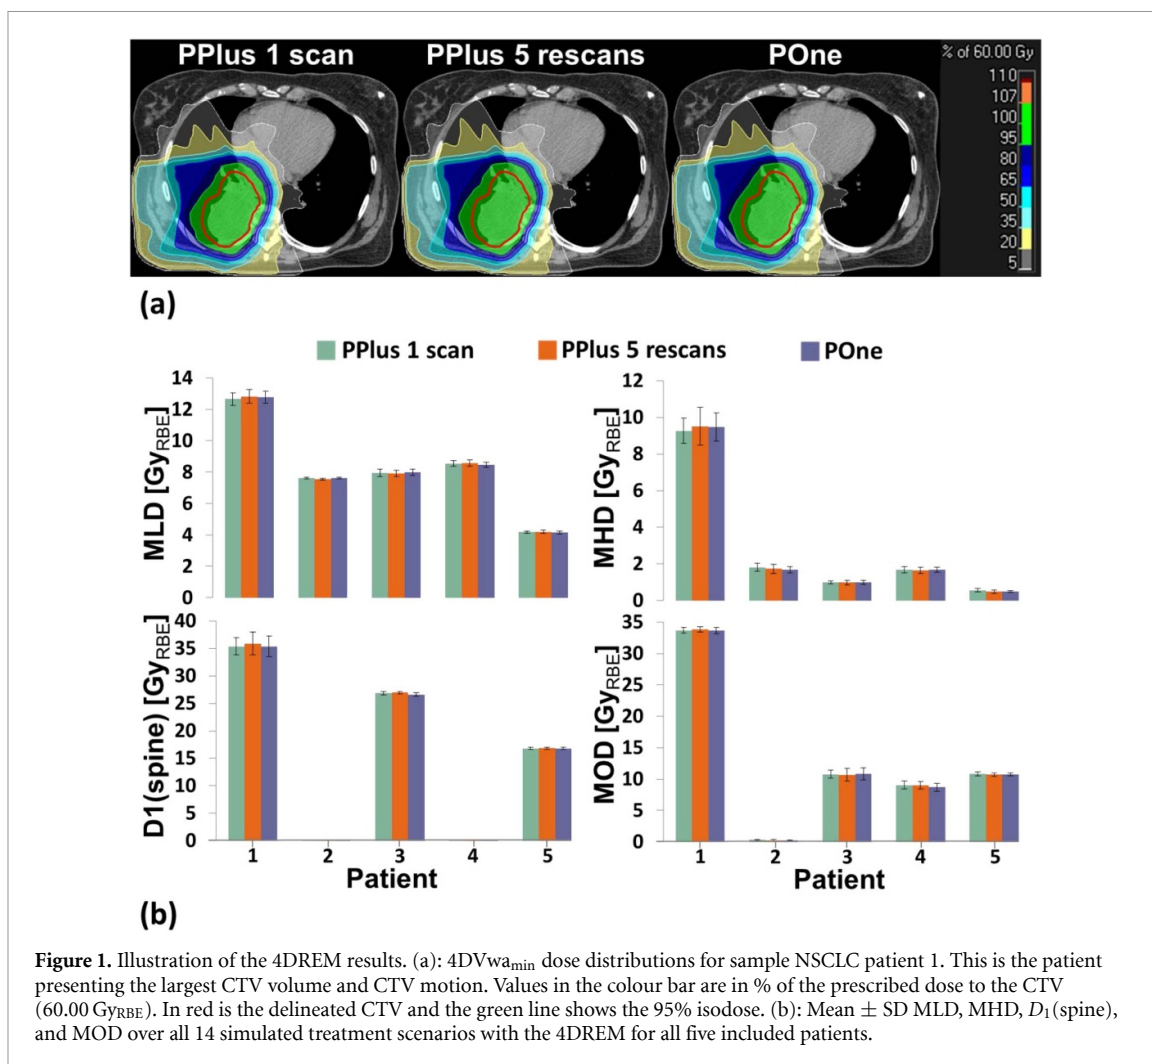 PPlus 1 scan
PPlus 5 rescans
POne
% of 60.00 Gy
110
107
100
95
80
65
50
35
20
5
(a)
PPlus 1 scan
PPlus 5 rescans
POne
MLD [GyRBE]
14
12
10
8
6
4
2
0
MHD [GyRBE]
12
10
8
6
4
2
0
D1(spine) [GyRBE]
40
35
30
25
20
15
10
5
0
1 2 3 4 5
Patient
MOD [GyRBE]
35
30
25
20
15
10
5
0
1 2 3 4 5
Patient
(b)
Figure 1. Illustration of the 4DREM results. (a): 4DVwamin dose distributions for sample NSCLC patient 1. This is the patient
presenting the largest CTV volume and CTV motion. Values in the colour bar are in % of the prescribed dose to the CTV
(60.00 GyRBE). In red is the delineated CTV and the green line shows the 95% isodose. (b): Mean ± SD MLD, MHD, D1(spine),
and MOD over all 14 simulated treatment scenarios with the 4DREM for all five included patients.